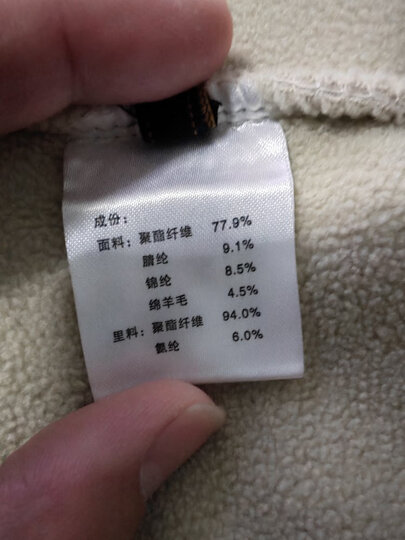 成份：
面料：聚酯纤维 77.9%
腈纶 9.1%
锦纶 8.5%
绵羊毛 4.5%
里料：聚酯纤维 94.0%
氨纶 6.0%